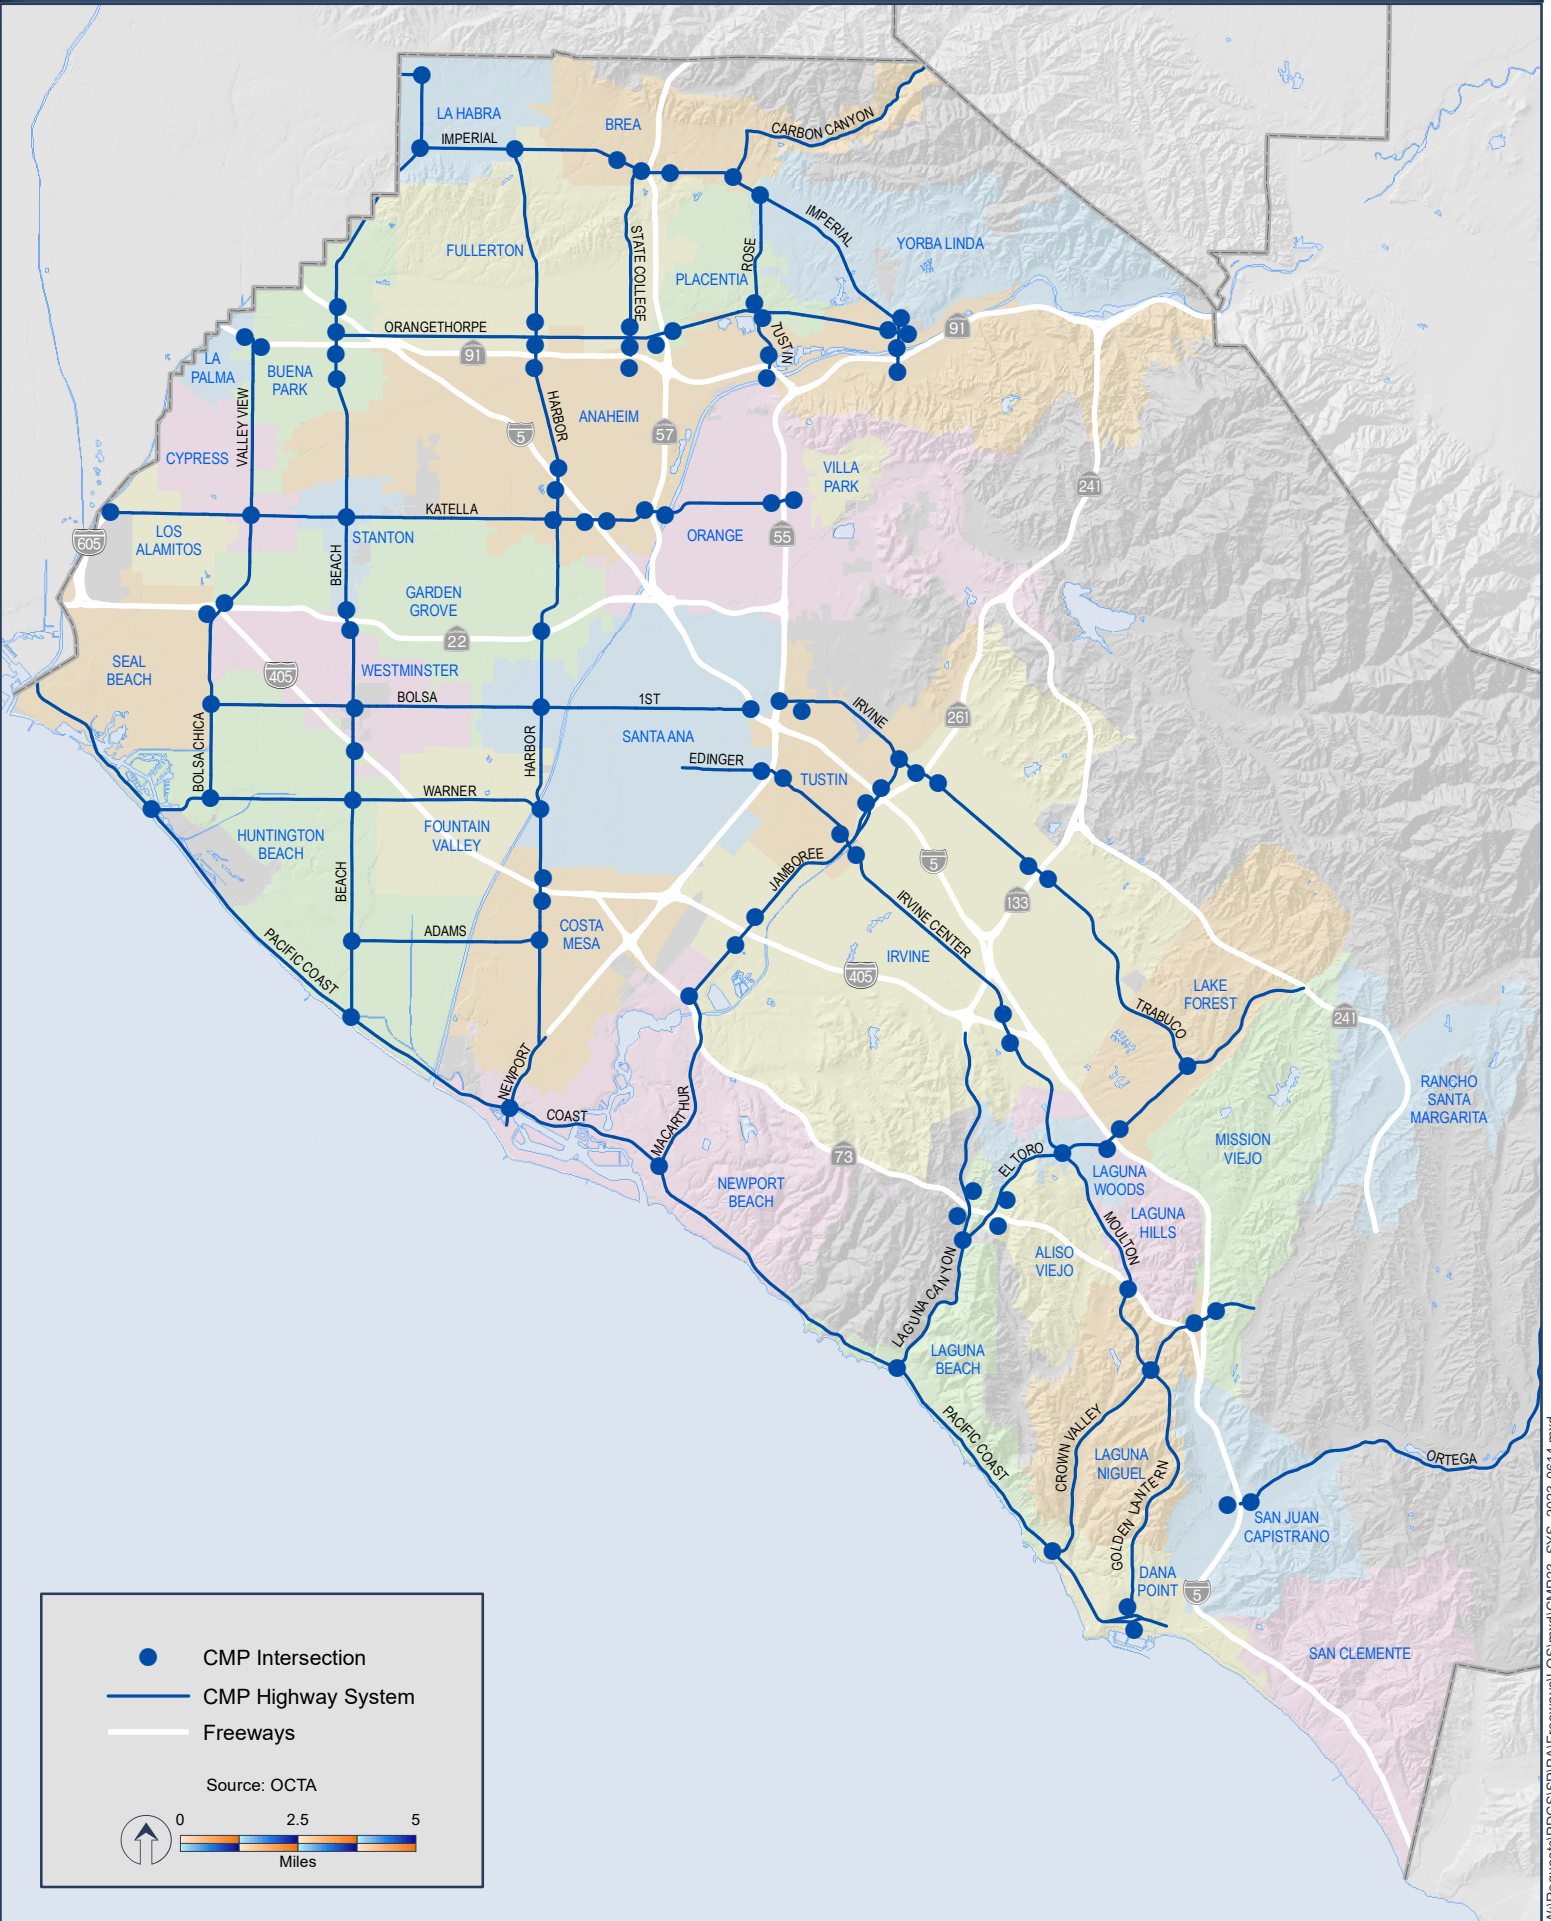 LA HABRA
IMPERIAL
BREA
CARBON CANYON
IMPERIAL
FULLERTON
STATE COLLEGE
ROSE
YORBA LINDA
PLACENTIA
ORANGETHORPE
TUSTIN
91
91
LA
PALMA
BUENA
PARK
VALLEY VIEW
HARBOR
ANAHEIM
5
57
CYPRESS
VILLA
PARK
241
KATELLA
LOS
ALAMITOS
605
STANTON
ORANGE
55
BEACH
GARDEN
GROVE
22
SEAL
BEACH
405
WESTMINSTER
BOLSA
1ST
IRVINE
261
BOLSA CHICA
HARBOR
SANTA ANA
EDINGER
TUSTIN
WARNER
HUNTINGTON
BEACH
FOUNTAIN
VALLEY
BEACH
JAMBOREE
5
133
IRVINE CENTER
ADAMS
COSTA
MESA
PACIFIC COAST
IRVINE
405
LAKE
FOREST
TRABUCO
241
NEWPORT
COAST
MACARTHUR
RANCHO
SANTA
MARGARITA
MISSION
VIEJO
73
EL TORO
LAGUNA
WOODS
NEWPORT
BEACH
LAGUNA
HILLS
MOULTON
ALISO
VIEJO
LAGUNA CANYON
LAGUNA
BEACH
PACIFIC COAST
CROWN VALLEY
LAGUNA
NIGUEL
GOLDEN LANTERN
ORTEGA
SAN JUAN
CAPISTRANO
DANA
POINT
5
SAN CLEMENTE
CMP Intersection
CMP Highway System
Freeways
Source: OCTA
0 2.5 5
Miles